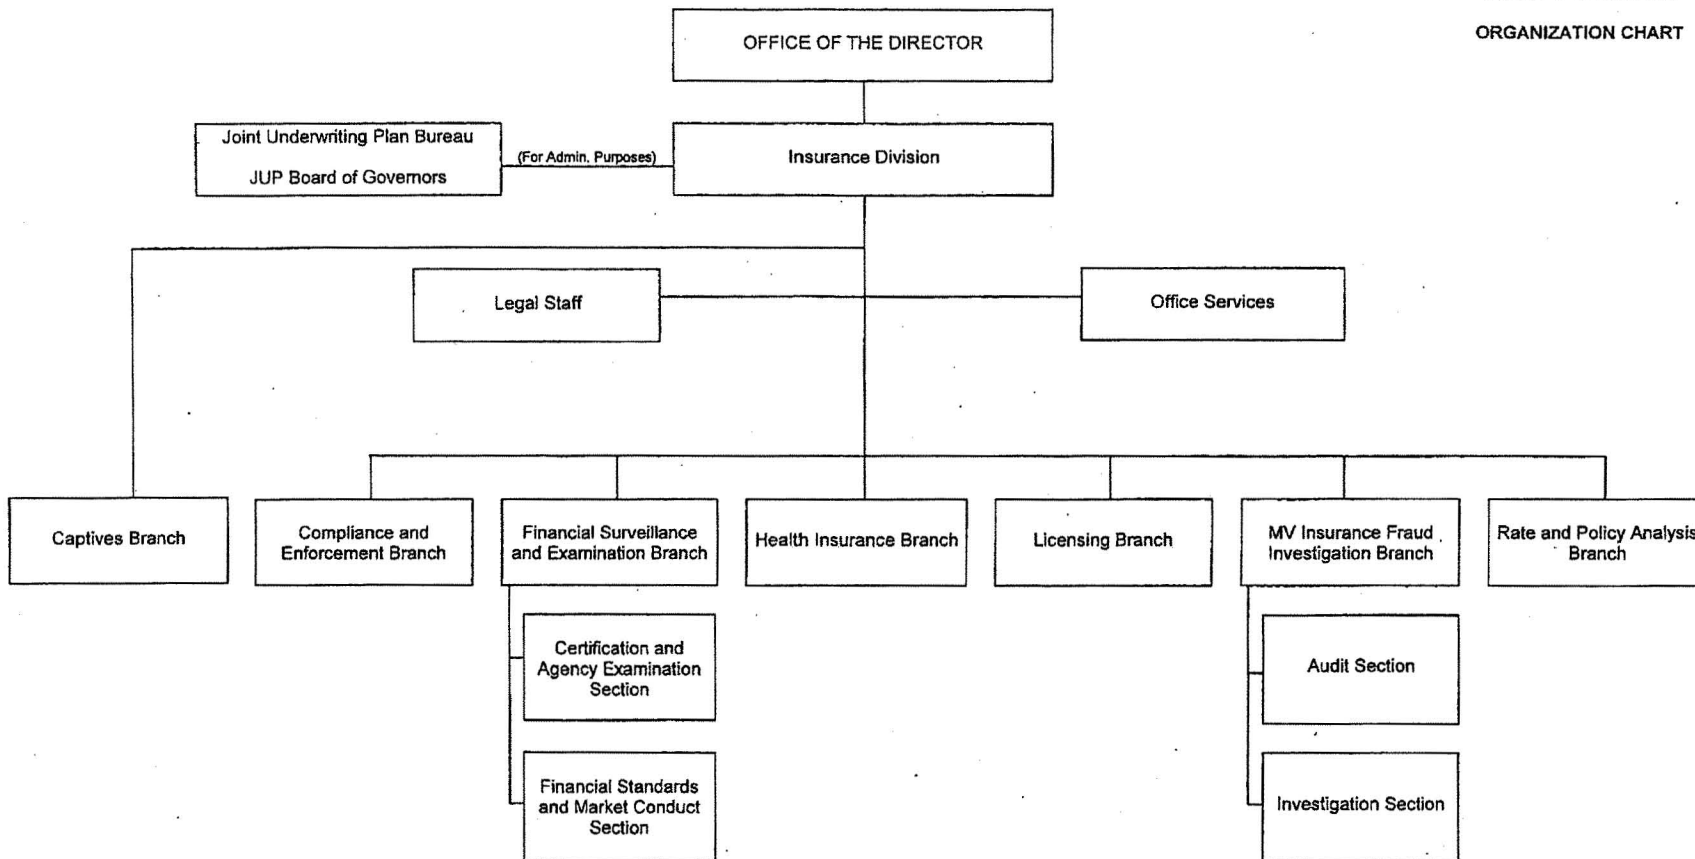 ORGANIZATION CHART
OFFICE OF THE DIRECTOR
Joint Underwriting Plan Bureau
JUP Board of Governors
(For Admin. Purposes)
Insurance Division
Legal Staff
Office Services
Captives Branch
Compliance and
Enforcement Branch
Financial Surveillance
and Examination Branch
Health Insurance Branch
Licensing Branch
MV Insurance Fraud
Investigation Branch
Rate and Policy Analysis
Branch
Certification and
Agency Examination
Section
Audit Section
Financial Standards
and Market Conduct
Section
Investigation Section